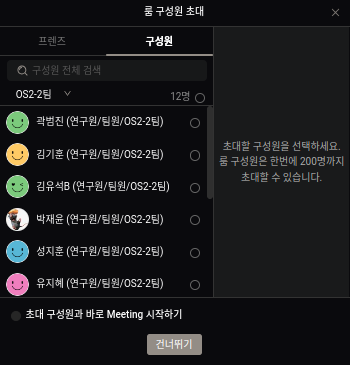 룸 구성원 초대
프렌즈
구성원
구성원 전체 검색
OS2-2팀
12명
곽범진 (연구원/팀원/OS2-2팀)
김기훈 (연구원/팀원/OS2-2팀)
김유석B (연구원/팀원/OS2-2팀)
박재윤 (연구원/팀원/OS2-2팀)
성지훈 (연구원/팀원/OS2-2팀)
유지혜 (연구원/팀원/OS2-2팀)
초대할 구성원을 선택하세요.
룸 구성원은 한번에 200명까지
초대할 수 있습니다.
초대 구성원과 바로 Meeting 시작하기
건너뛰기